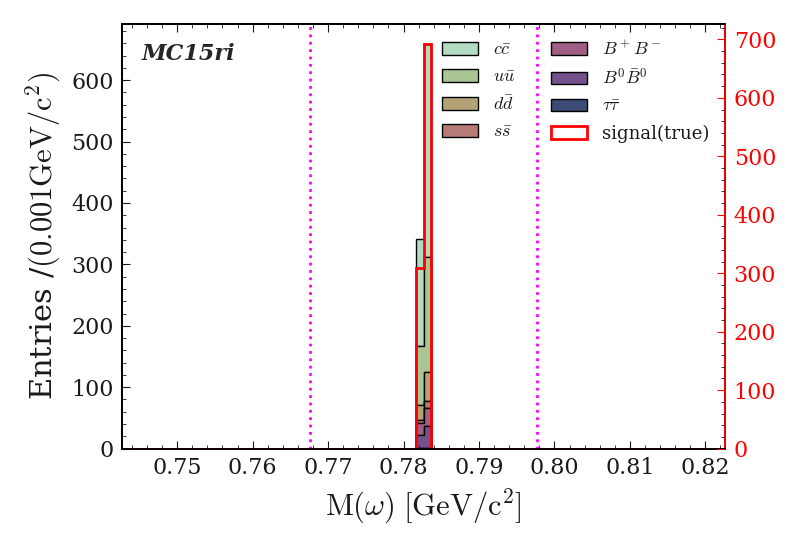 MC15ri
cc̄
uū
dd̄
ss̄
B⁺B⁻
B⁰B̄⁰
ττ̄
signal(true)
Entries /(0.001GeV/c²)
600
500
400
300
200
100
0
700
600
500
400
300
200
100
0
0.75 0.76 0.77 0.78 0.79 0.80 0.81 0.82
M(ω) [GeV/c²]